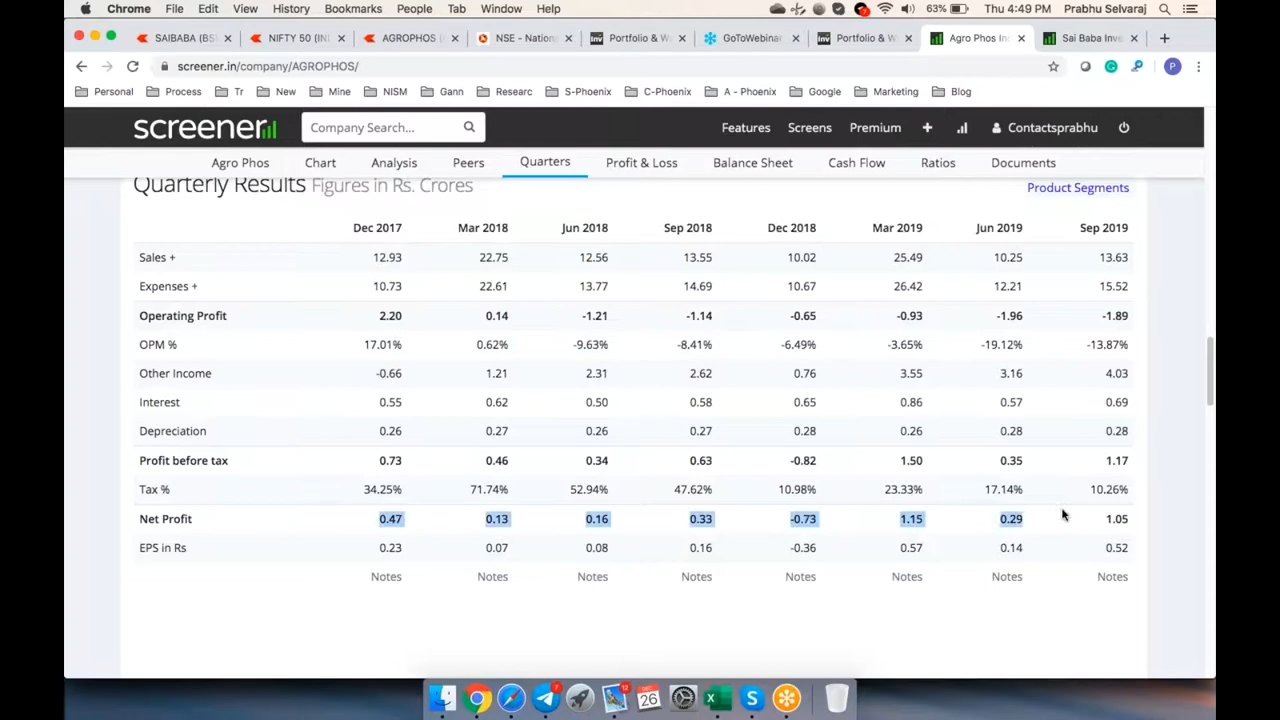 Chrome File Edit View History Bookmarks People Tab Window Help 63% Thu 4:49 PM Prabhu Selvaraj
SAIBABA (BS NIFTY 50 (IN AGROPHOS NSE - Nation Portfolio & W GoToWebinar Portfolio & W Agro Phos In Sai Baba Inve
screener.in/company/AGROPHOS/
Personal Process Tr New Mine NISM Gann Researc S-Phoenix C-Phoenix A - Phoenix Google Marketing Blog
screener Company Search... Features Screens Premium Contactsprabhu
Agro Phos Chart Analysis Peers Quarters Profit & Loss Balance Sheet Cash Flow Ratios Documents
Quarterly Results Figures in Rs. Crores Product Segments
Dec 2017 Mar 2018 Jun 2018 Sep 2018 Dec 2018 Mar 2019 Jun 2019 Sep 2019
Sales + 12.93 22.75 12.56 13.55 10.02 25.49 10.25 13.63
Expenses + 10.73 22.61 13.77 14.69 10.67 26.42 12.21 15.52
Operating Profit 2.20 0.14 -1.21 -1.14 -0.65 -0.93 -1.96 -1.89
OPM % 17.01% 0.62% -9.63% -8.41% -6.49% -3.65% -19.12% -13.87%
Other Income -0.66 1.21 2.31 2.62 0.76 3.55 3.16 4.03
Interest 0.55 0.62 0.50 0.58 0.65 0.86 0.57 0.69
Depreciation 0.26 0.27 0.26 0.27 0.28 0.26 0.28 0.28
Profit before tax 0.73 0.46 0.34 0.63 -0.82 1.50 0.35 1.17
Tax % 34.25% 71.74% 52.94% 47.62% 10.98% 23.33% 17.14% 10.26%
Net Profit 0.47 0.13 0.16 0.33 -0.73 1.15 0.29 1.05
EPS in Rs 0.23 0.07 0.08 0.16 -0.36 0.57 0.14 0.52
Notes Notes Notes Notes Notes Notes Notes Notes
26